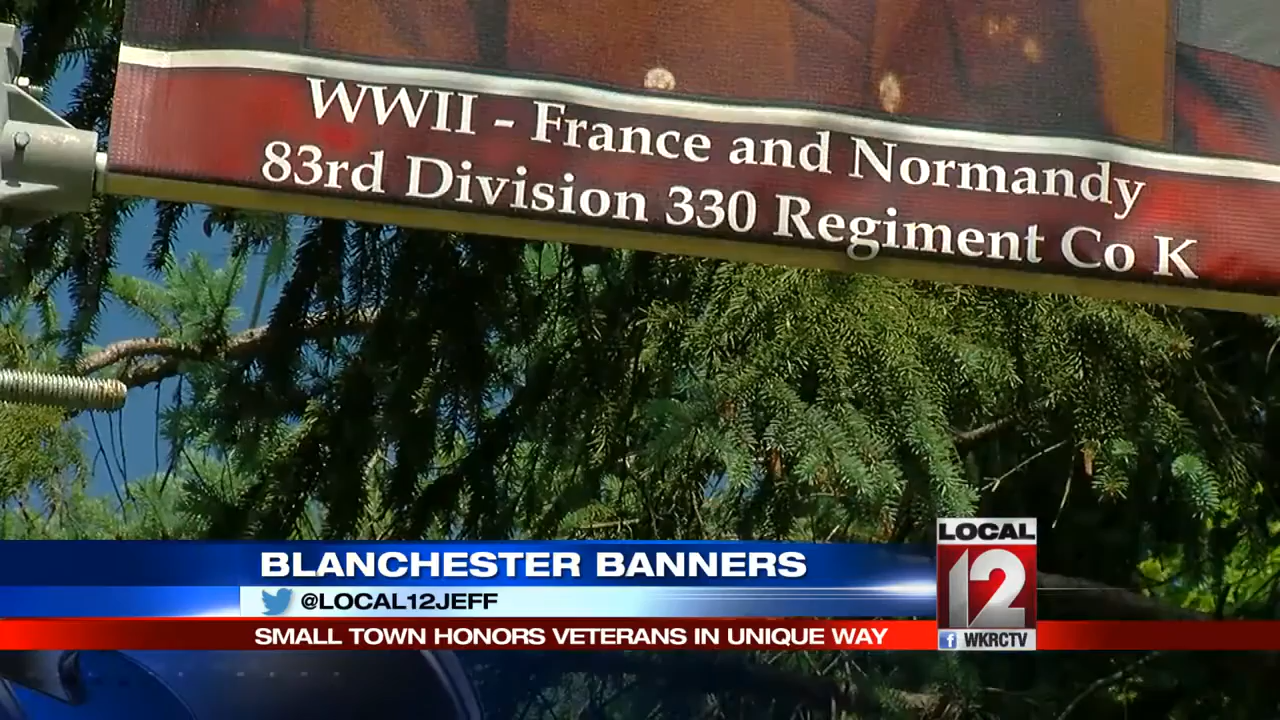 WWII - France and Normandy
83rd Division 330 Regiment Co K
BLANCHESTER BANNERS
@LOCAL12JEFF
SMALL TOWN HONORS VETERANS IN UNIQUE WAY
LOCAL
12
f WKRCTV